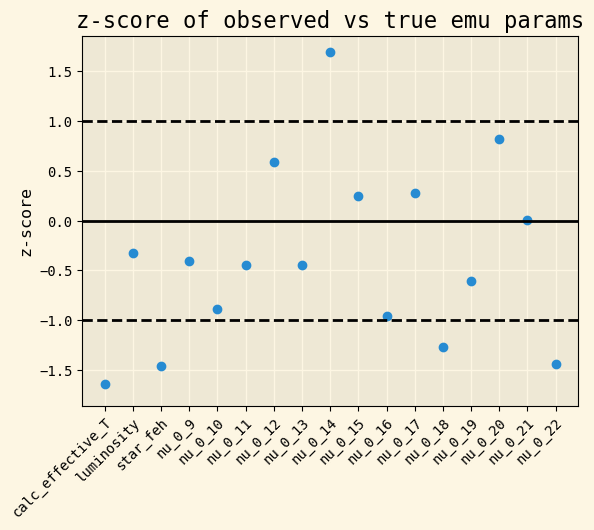 z-score of observed vs true emu params
z-score
1.5
1.0
0.5
0.0
−0.5
−1.0
−1.5
calc_effective_T
luminosity
star_feh
nu_0_9
nu_0_10
nu_0_11
nu_0_12
nu_0_13
nu_0_14
nu_0_15
nu_0_16
nu_0_17
nu_0_18
nu_0_19
nu_0_20
nu_0_21
nu_0_22